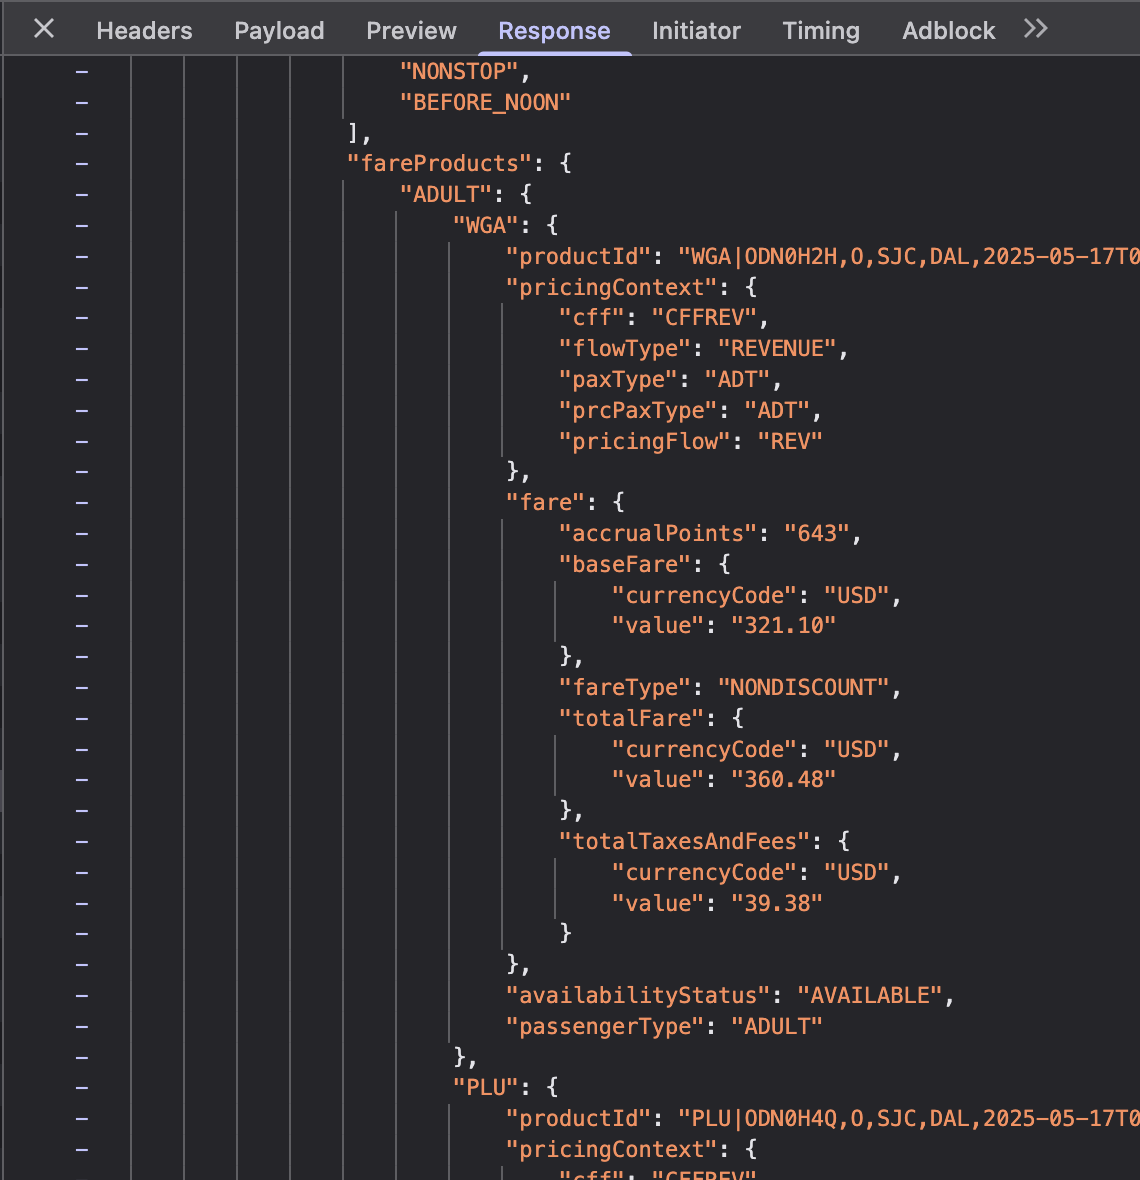 Headers Payload Preview Response Initiator Timing Adblock
"NONSTOP",
"BEFORE_NOON"
],
"fareProducts": {
"ADULT": {
"WGA": {
"productId": "WGA|ODN0H2H,O,SJC,DAL,2025-05-17T0
"pricingContext": {
"cff": "CFFREV",
"flowType": "REVENUE",
"paxType": "ADT",
"prcPaxType": "ADT",
"pricingFlow": "REV"
},
"fare": {
"accrualPoints": "643",
"baseFare": {
"currencyCode": "USD",
"value": "321.10"
},
"fareType": "NONDISCOUNT",
"totalFare": {
"currencyCode": "USD",
"value": "360.48"
},
"totalTaxesAndFees": {
"currencyCode": "USD",
"value": "39.38"
}
},
"availabilityStatus": "AVAILABLE",
"passengerType": "ADULT"
},
"PLU": {
"productId": "PLU|ODN0H4Q,O,SJC,DAL,2025-05-17T0
"pricingContext": {
"cff": "CFFREV"